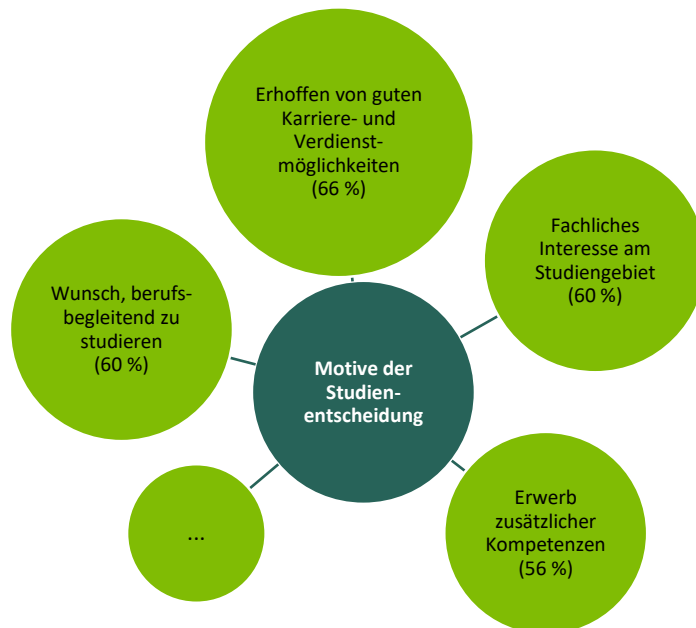 Erhoffen von guten
Karriere- und
Verdienst-
möglichkeiten
(66 %)
Fachliches
Interesse am
Studiengebiet
(60 %)
Wunsch, berufs-
begleitend zu
studieren
(60 %)
Motive der
Studien-
entscheidung
Erwerb
zusätzlicher
Kompetenzen
(56 %)
...